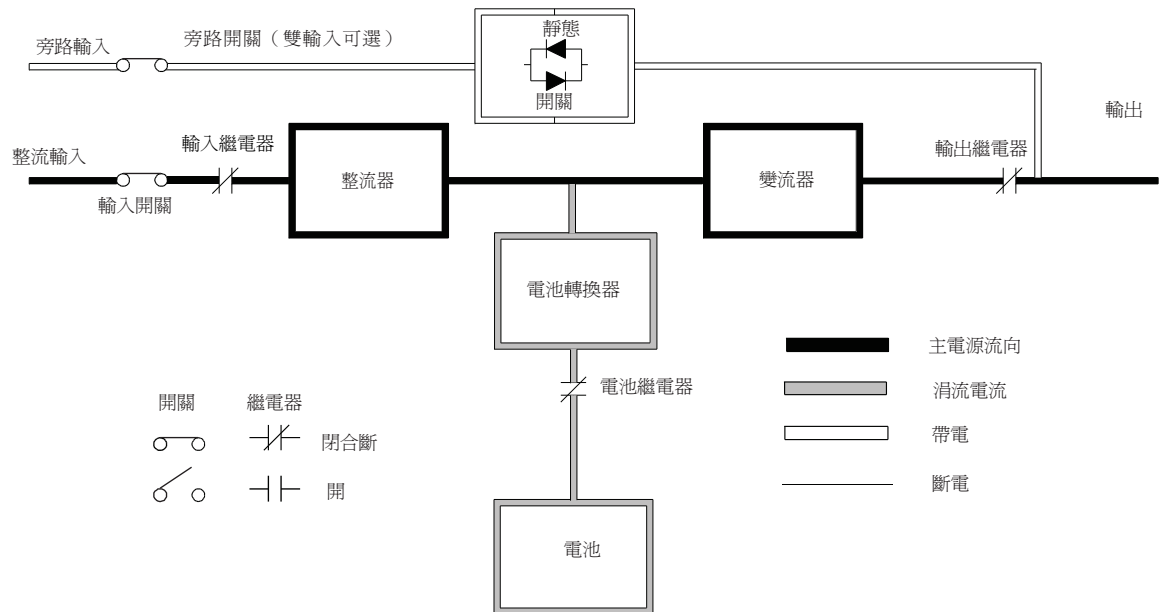 靜態
旁路輸入
旁路開關（雙輸入可選）
開關
輸出
輸入繼電器
輸出繼電器
整流輸入
整流器
變流器
輸入開關
電池轉換器
主電源流向
電池繼電器
涓流電流
開關
繼電器
閉合斷
帶電
開
斷電
電池